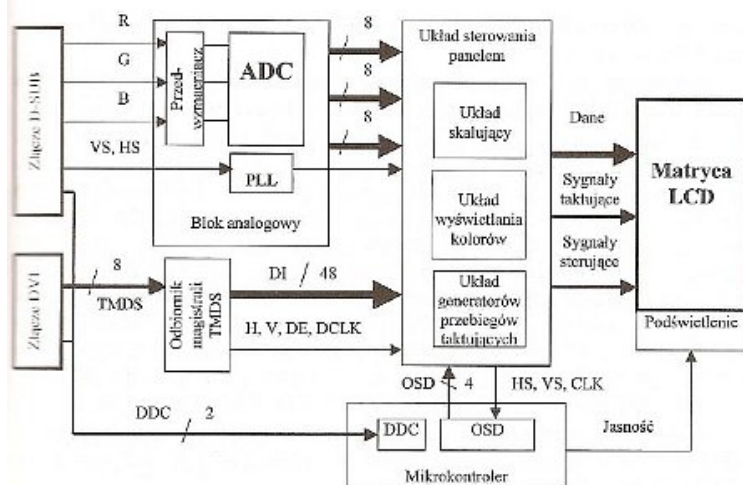 Złącze D-SUB
R
G
B
VS, HS
Przed-
wzmacniacz
ADC
PLL
Blok analogowy
8
8
8
Układ sterowania
panelem
Układ
skalujący
Układ
wyświetlania
kolorów
Układ
generatorów
przebiegów
taktujących
Dane
Sygnały
taktujące
Sygnały
sterujące
Matryca
LCD
Podświetlenie
Złącze DVI
8
TMDS
Odbiornik
magistrali
TMDS
DI / 48
H, V, DE, DCLK
OSD 4
HS, VS, CLK
DDC 2
DDC
OSD
Mikrokontroler
Jasność